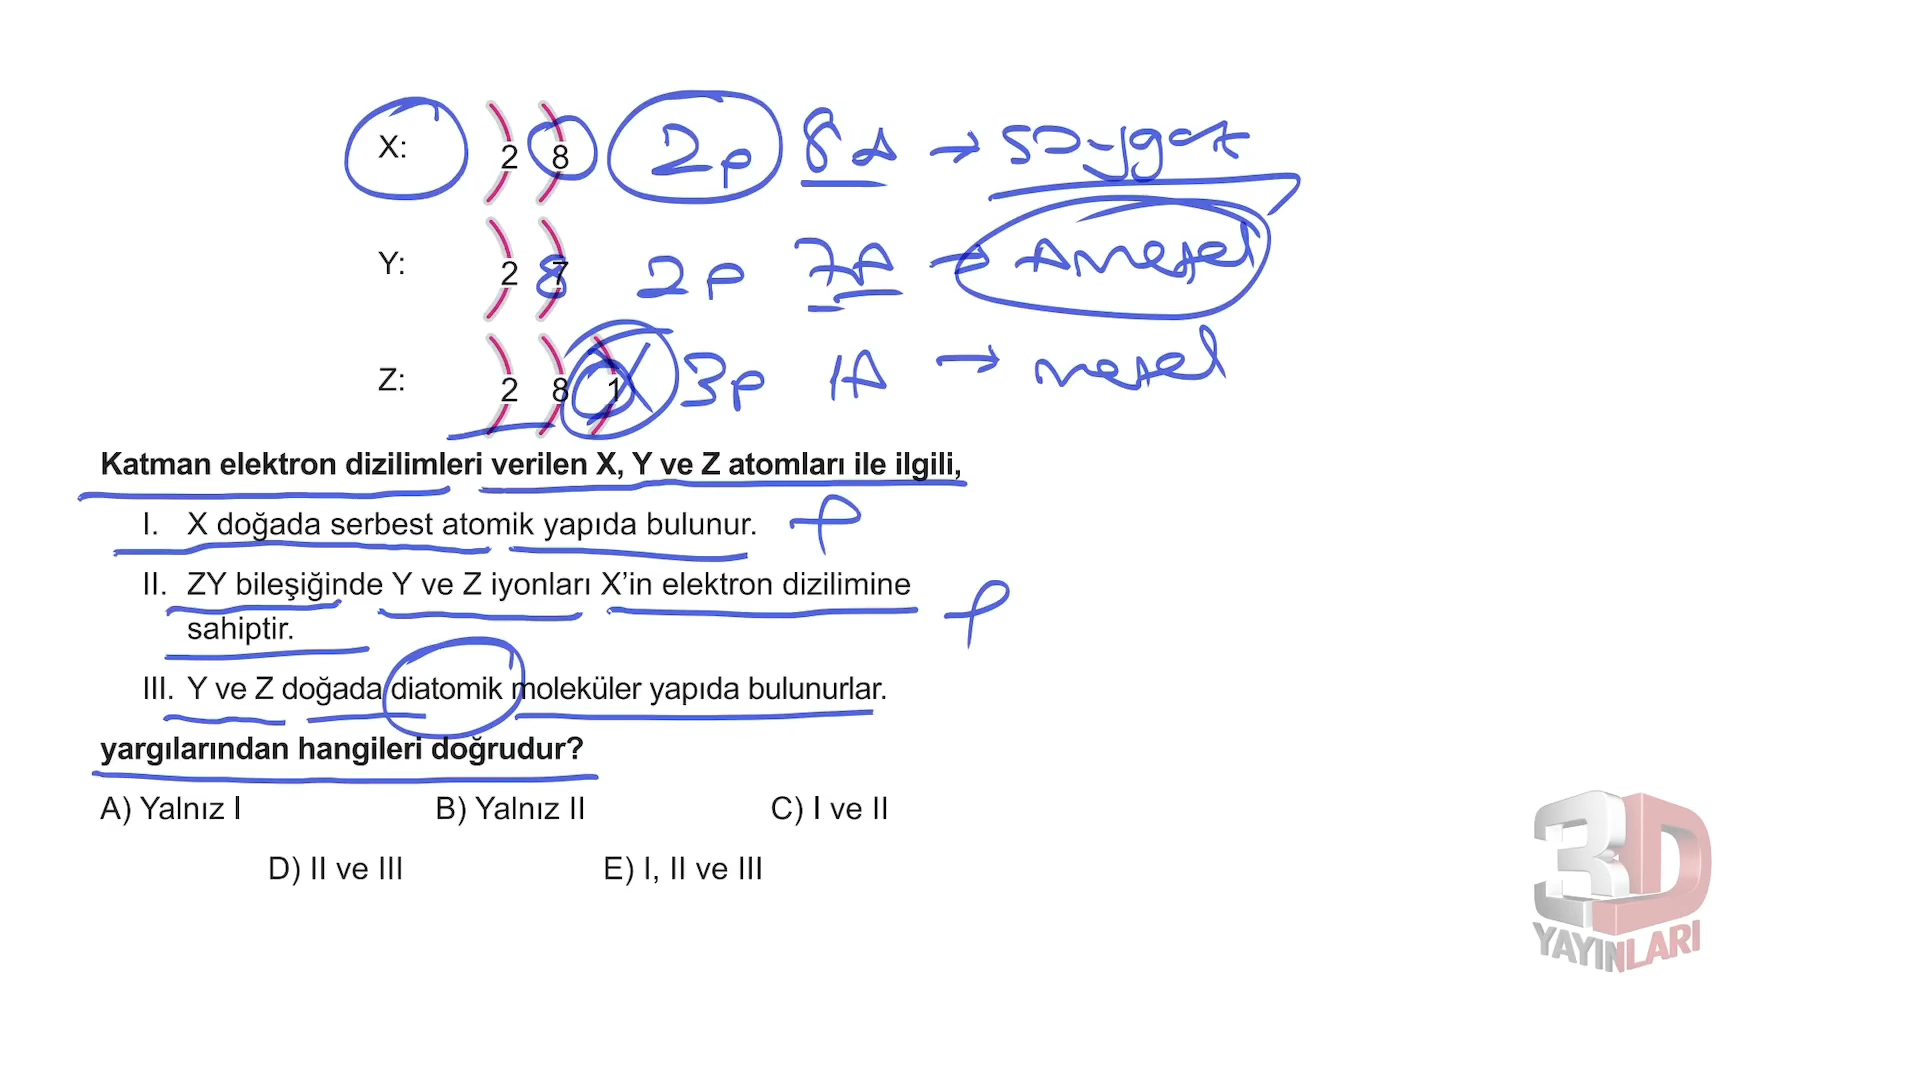 X: 2 8 2p 8A → soygaz
Y: 2 7 8 2p 7A → Ametal
Z: 2 8 1 3p 1A → metal
Katman elektron dizilimleri verilen X, Y ve Z atomları ile ilgili,
I. X doğada serbest atomik yapıda bulunur. +
II. ZY bileşiğinde Y ve Z iyonları X’in elektron dizilimine
sahiptir. +
III. Y ve Z doğada diatomik moleküler yapıda bulunurlar.
yargılarından hangileri doğrudur?
A) Yalnız I B) Yalnız II C) I ve II
D) II ve III E) I, II ve III
3D
YAYINLARI